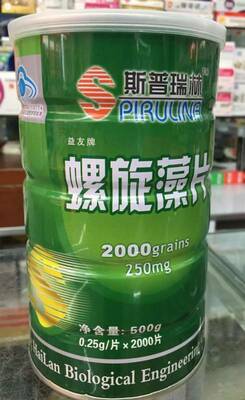 斯普瑞林
PIRULINA
益友牌
螺旋藻片
2000grains
250mg
净含量: 500g
0.25g/片 × 2000片
HaiLan Biological Engineering